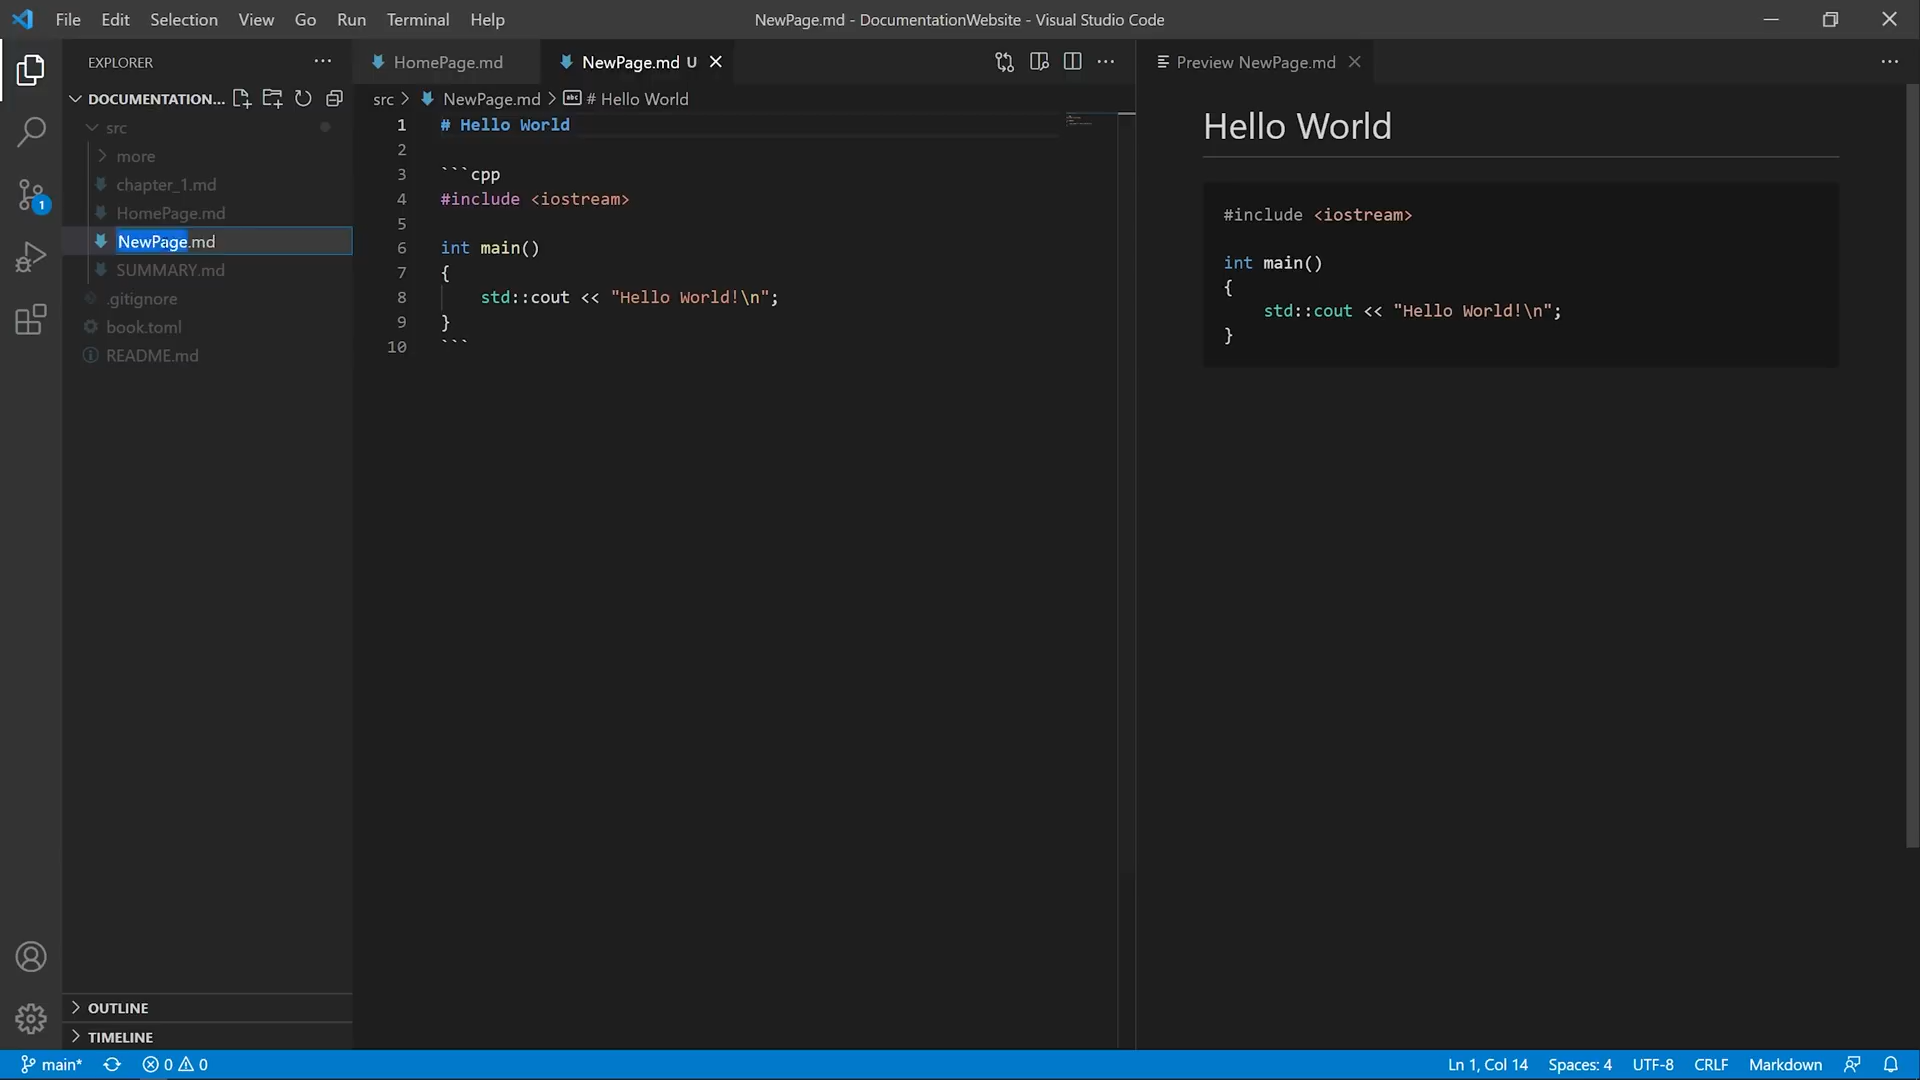 File Edit Selection View Go Run Terminal Help
NewPage.md - DocumentationWebsite - Visual Studio Code
EXPLORER
DOCUMENTATION...
src
more
chapter_1.md
HomePage.md
NewPage.md
SUMMARY.md
.gitignore
book.toml
README.md
OUTLINE
TIMELINE
1
HomePage.md
NewPage.md U
src > NewPage.md > # Hello World
1 # Hello World
2
3 ```cpp
4 #include <iostream>
5
6 int main()
7 {
8 std::cout << "Hello World!\n";
9 }
10 ```
Preview NewPage.md
Hello World
#include <iostream>
int main()
{
std::cout << "Hello World!\n";
}
main* 0 0
Ln 1, Col 14 Spaces: 4 UTF-8 CRLF Markdown